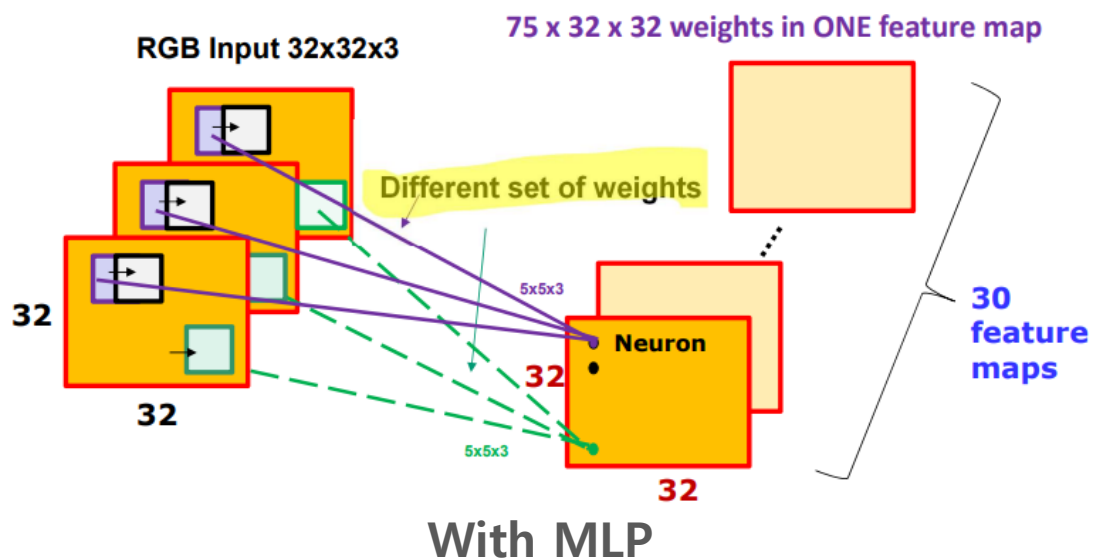 75 x 32 x 32 weights in ONE feature map
RGB Input 32x32x3
Different set of weights
5x5x3
Neuron
32
32
30
feature
maps
32
5x5x3
32
With MLP